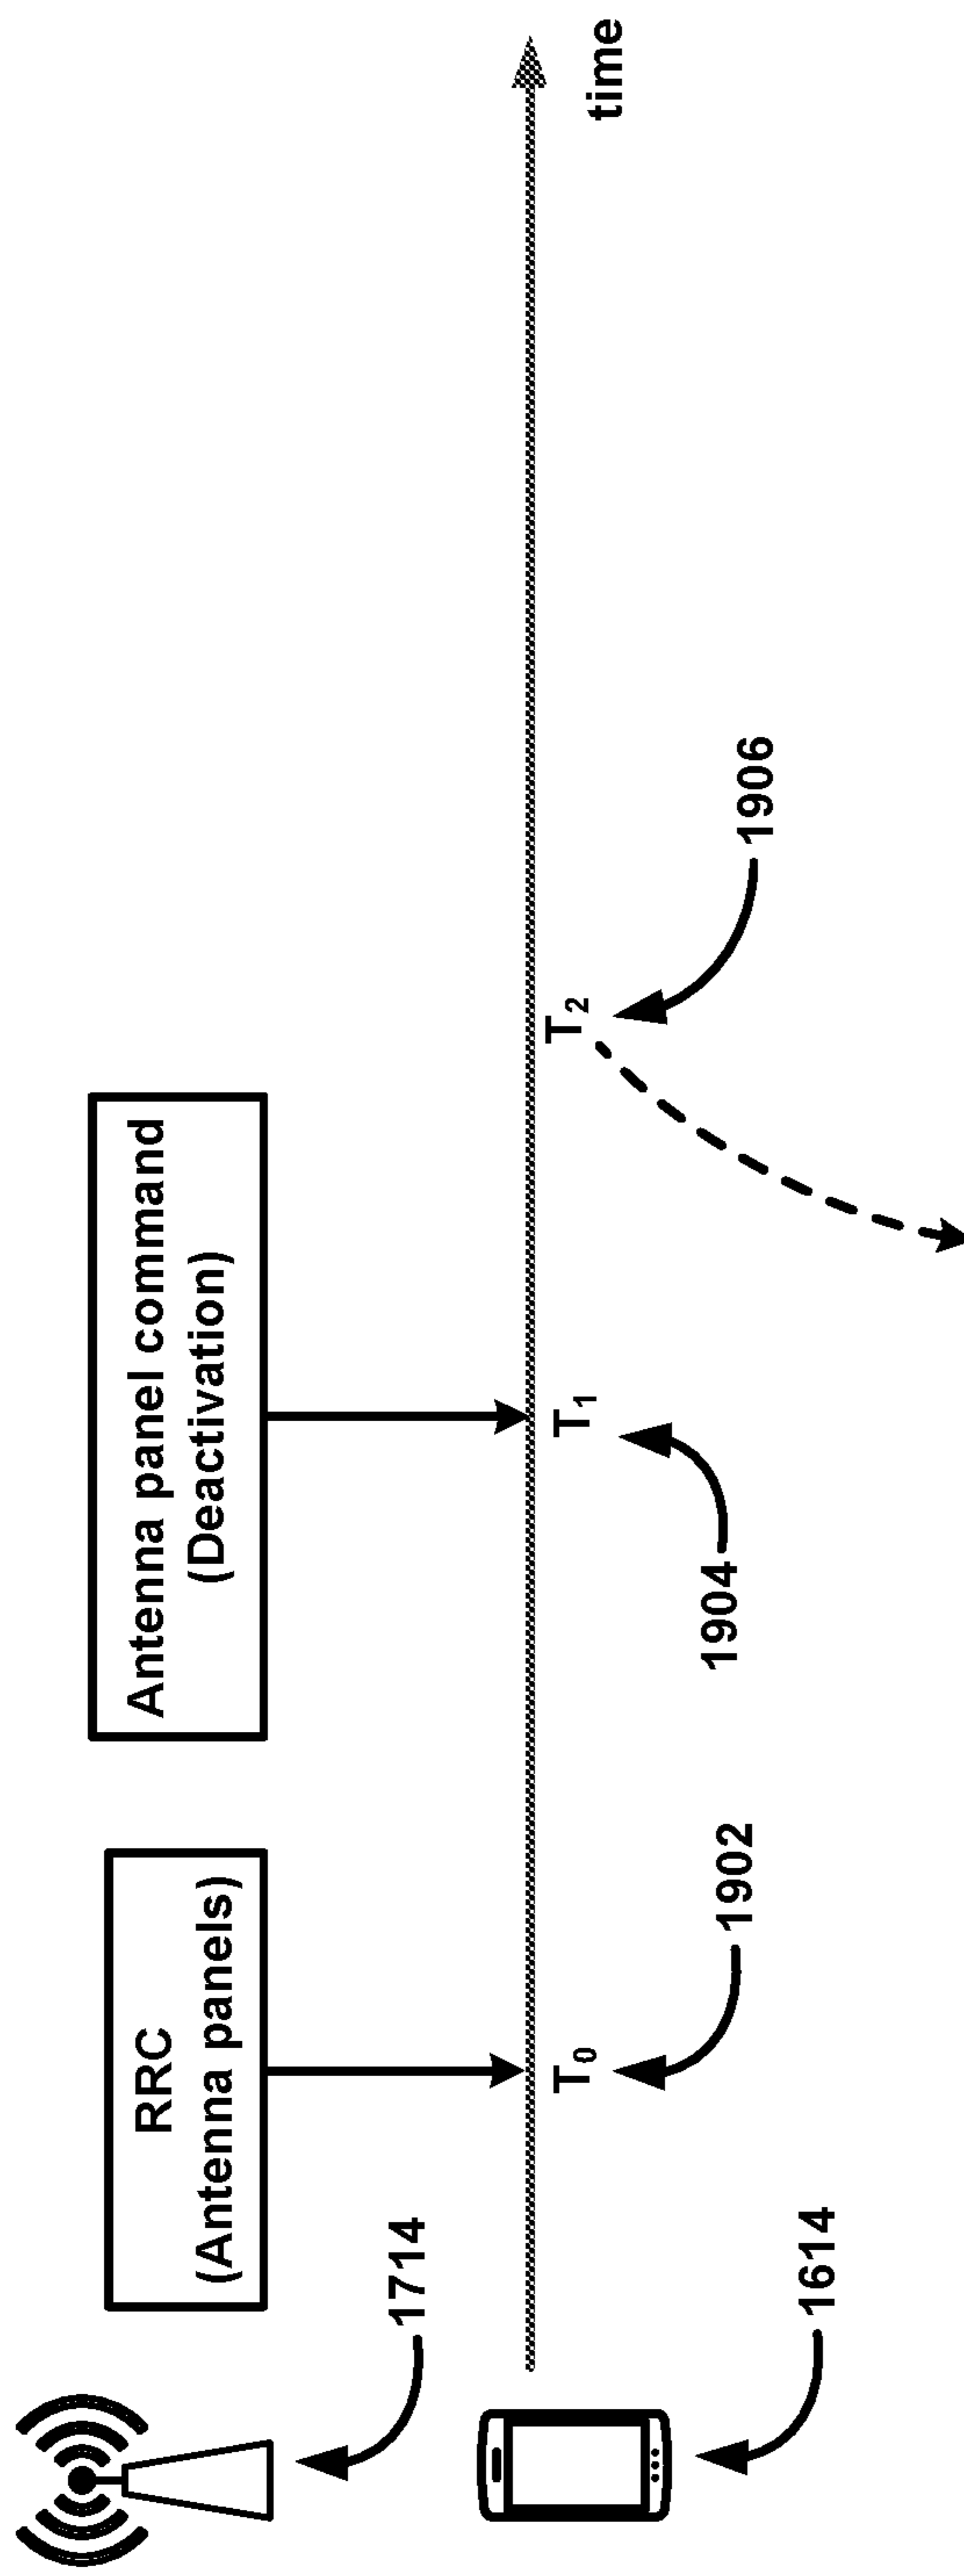 RRC
(Antenna panels)
Antenna panel command
(Deactivation)
1714
time
T0
T1
T2
1902
1904
1906
1614